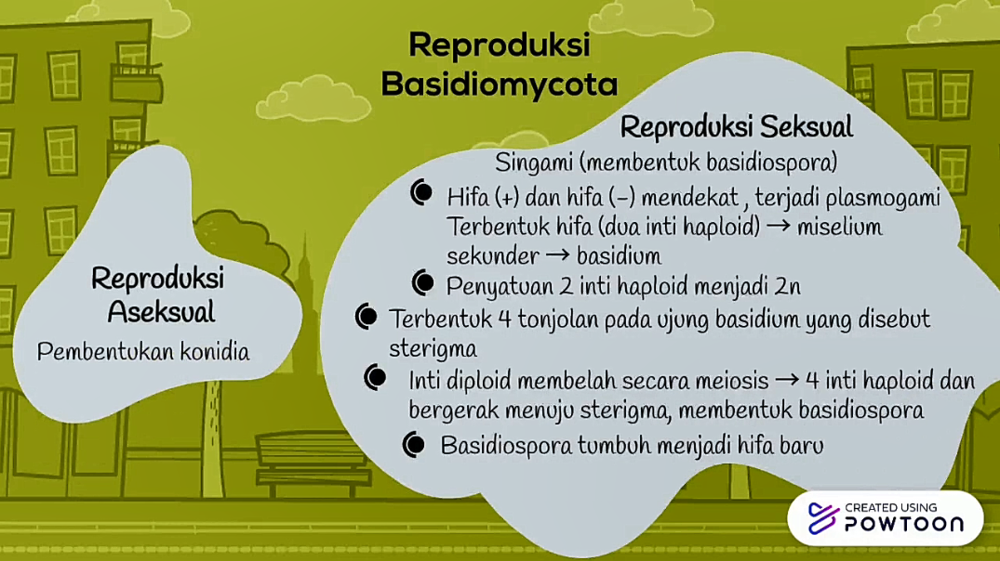 Reproduksi
Basidiomycota
Reproduksi Aseksual
Pembentukan konidia
Reproduksi Seksual
Singami (membentuk basidiospora)
Hifa (+) dan hifa (−) mendekat , terjadi plasmogami
Terbentuk hifa (dua inti haploid) → miselium
sekunder → basidium
Penyatuan 2 inti haploid menjadi 2n
Terbentuk 4 tonjolan pada ujung basidium yang disebut
sterigma
Inti diploid membelah secara meiosis → 4 inti haploid dan
bergerak menuju sterigma, membentuk basidiospora
Basidiospora tumbuh menjadi hifa baru
CREATED USING
POWTOON